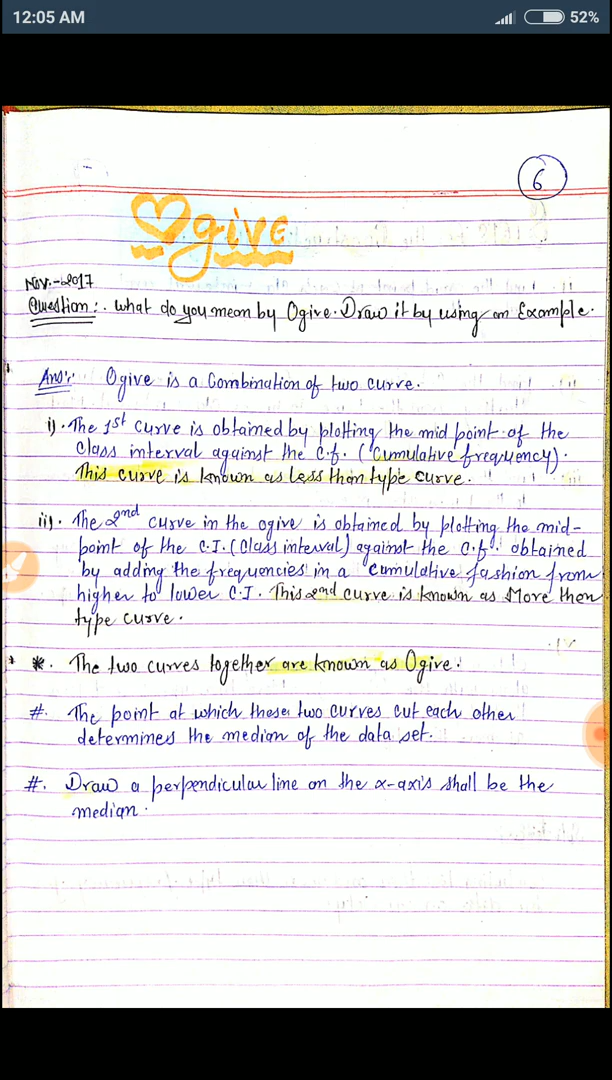 12:05 AM 52%
6
Ogive
Nov.-2017
Question:. what do you mean by Ogive. Draw it by using an Example.
Ans:. Ogive is a Combination of two curve.
i). The 1st curve is obtained by plotting the mid point of the
class interval against the c.f. (Cumulative frequency).
This curve is known as less than type curve.
ii). The 2nd curve in the ogive is obtained by plotting the mid-
point of the C.I. (Class interval) against the c.f. obtained
by adding the frequencies in a cumulative fashion from
higher to lower C.I. This 2nd curve is known as More then
type curve.
*. The two curves together are known as Ogive.
#. The point at which these two curves cut each other
determines the median of the data set.
#. Draw a perpendicular line on the x-axis shall be the
median.